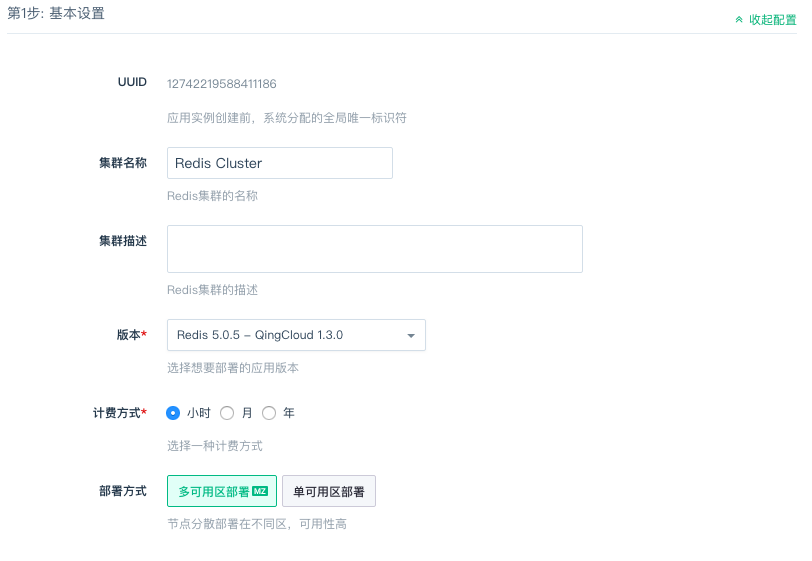 第1步: 基本设置
收起配置
UUID 12742219588411186
应用实例创建前，系统分配的全局唯一标识符
集群名称 Redis Cluster
Redis集群的名称
集群描述
Redis集群的描述
版本* Redis 5.0.5 – QingCloud 1.3.0
选择想要部署的应用版本
计费方式* 小时 月 年
选择一种计费方式
部署方式 多可用区部署 MZ 单可用区部署
节点分散部署在不同区，可用性高